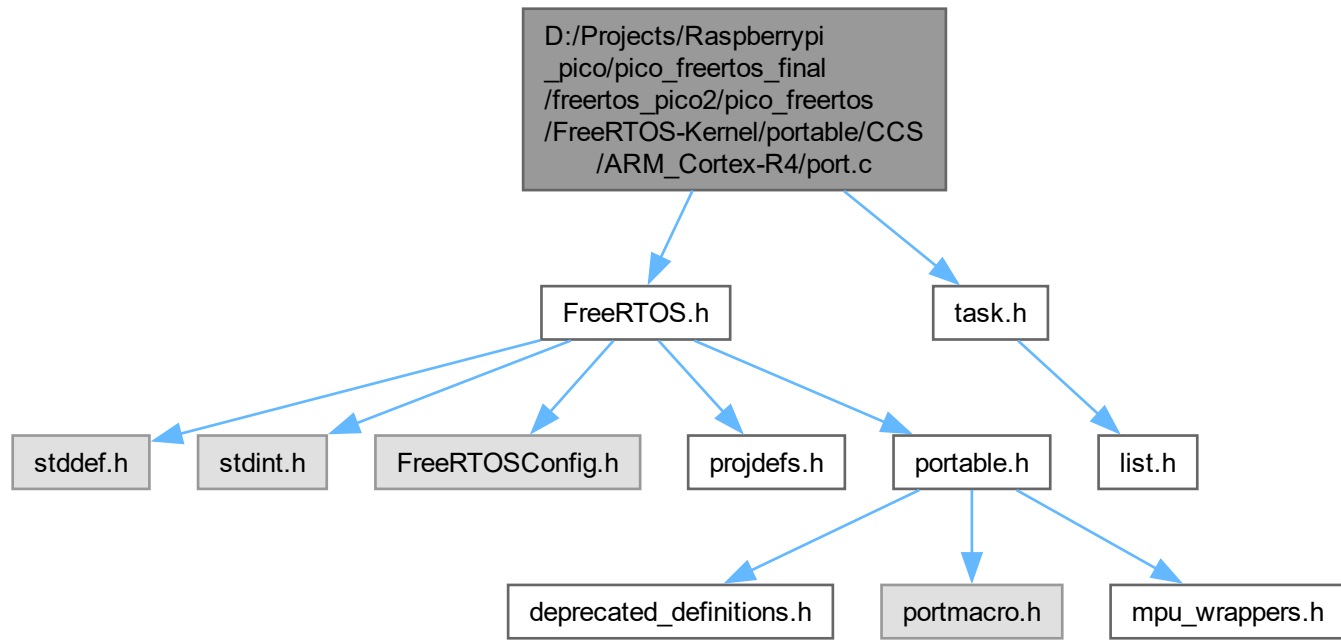 D:/Projects/Raspberrypi
_pico/pico_freertos_final
/freertos_pico2/pico_freertos
/FreeRTOS-Kernel/portable/CCS
/ARM_Cortex-R4/port.c
FreeRTOS.h
task.h
stddef.h
stdint.h
FreeRTOSConfig.h
projdefs.h
portable.h
list.h
deprecated_definitions.h
portmacro.h
mpu_wrappers.h